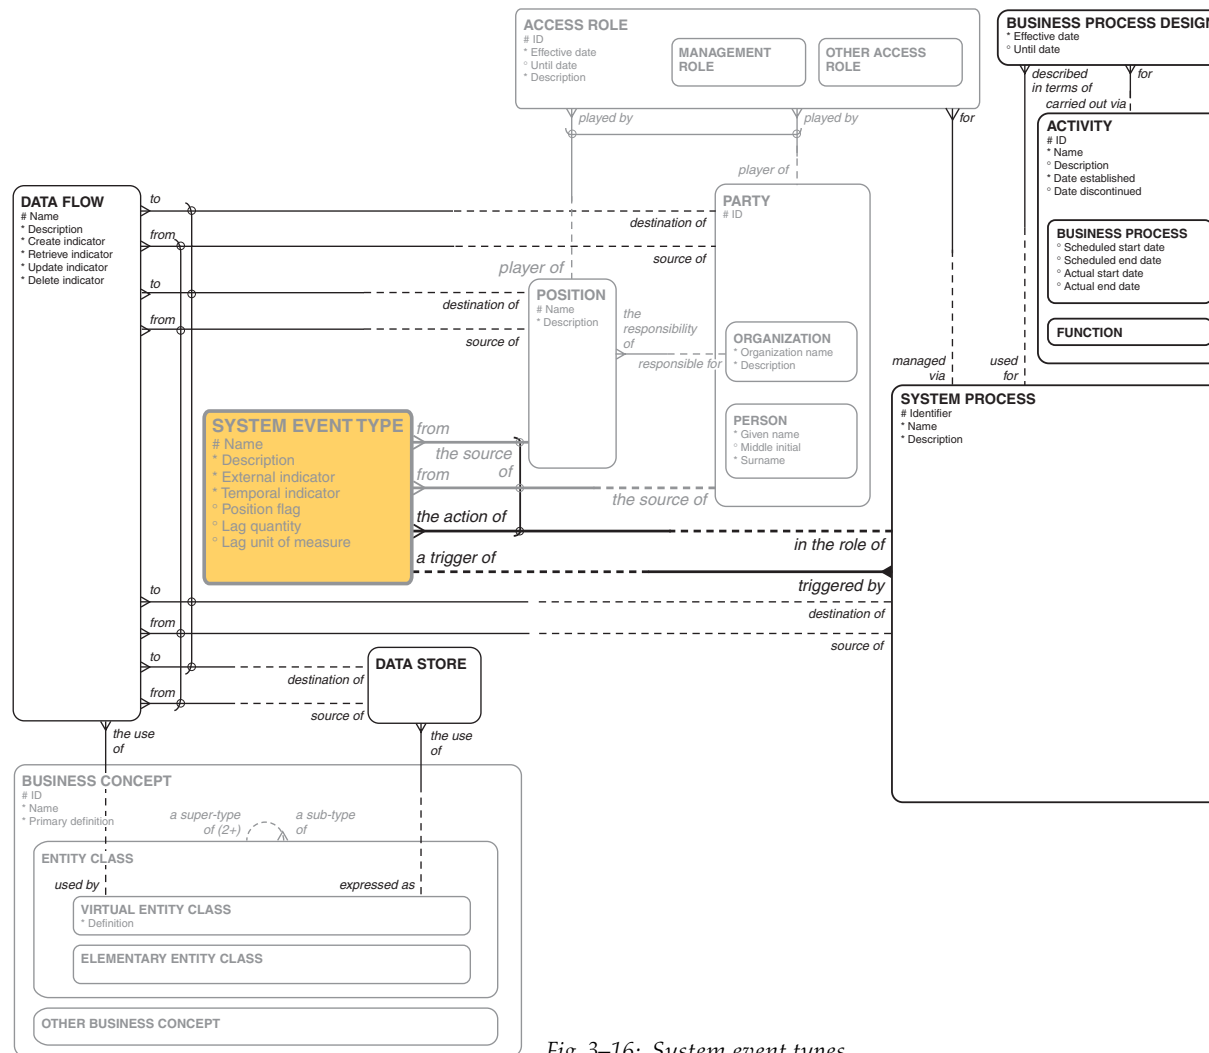 ACCESS ROLE
# ID
* Effective date
° Until date
* Description
MANAGEMENT
ROLE
OTHER ACCESS
ROLE
BUSINESS PROCESS DESIGN
* Effective date
° Until date
played by
played by
for
described
in terms of
for
carried out via
ACTIVITY
# ID
* Name
° Description
* Date established
° Date discontinued
BUSINESS PROCESS
° Scheduled start date
° Scheduled end date
° Actual start date
° Actual end date
FUNCTION
player of
DATA FLOW
# Name
* Description
* Create indicator
* Retrieve indicator
* Update indicator
* Delete indicator
to
from
to
from
destination of
source of
destination of
source of
PARTY
# ID
player of
POSITION
# Name
* Description
the
responsibility
of
responsible for
ORGANIZATION
* Organization name
* Description
PERSON
* Given name
° Middle initial
* Surname
managed
via
used
for
SYSTEM PROCESS
# Identifier
* Name
* Description
SYSTEM EVENT TYPE
# Name
* Description
* External indicator
* Temporal indicator
° Position flag
° Lag quantity
° Lag unit of measure
from
the source
of
from
the source of
the action of
in the role of
a trigger of
triggered by
to
destination of
from
source of
to
destination of
from
source of
DATA STORE
the use
of
the use
of
BUSINESS CONCEPT
# ID
* Name
* Primary definition
a super-type
of (2+)
a sub-type
of
ENTITY CLASS
used by
expressed as
VIRTUAL ENTITY CLASS
* Definition
ELEMENTARY ENTITY CLASS
OTHER BUSINESS CONCEPT
Fig. 3–16: System event types